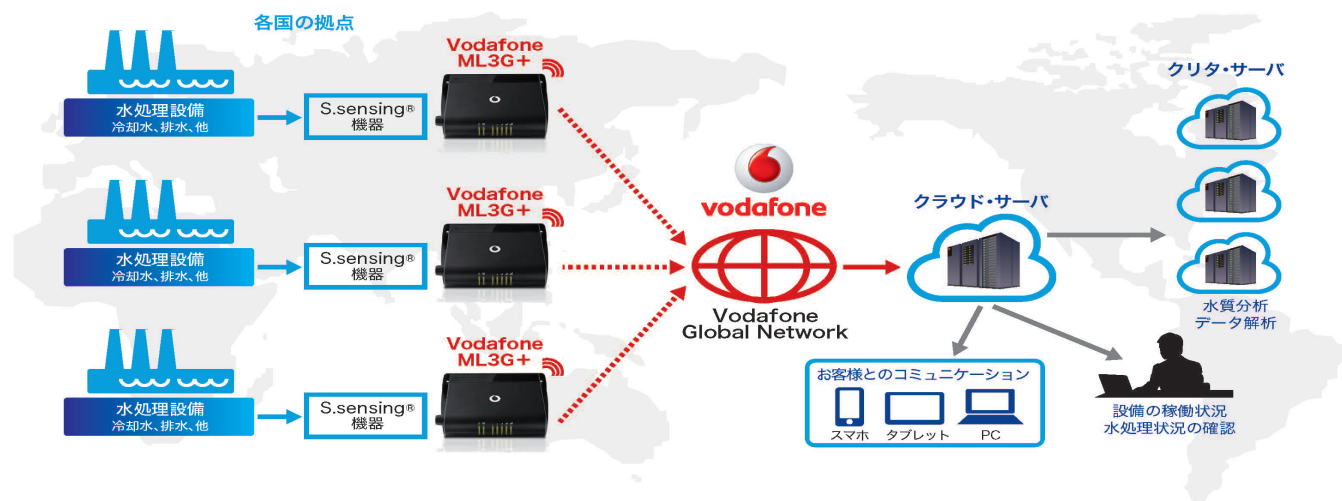 各国の拠点
Vodafone
ML3G+
水処理設備
冷却水、排水、他
S.sensing®
機器
Vodafone
ML3G+
水処理設備
冷却水、排水、他
S.sensing®
機器
Vodafone
ML3G+
水処理設備
冷却水、排水、他
S.sensing®
機器
vodafone
Vodafone
Global Network
クラウド・サーバ
クリタ・サーバ
水質分析
データ解析
お客様とのコミュニケーション
スマホ
タブレット
PC
設備の稼働状況
水処理状況の確認